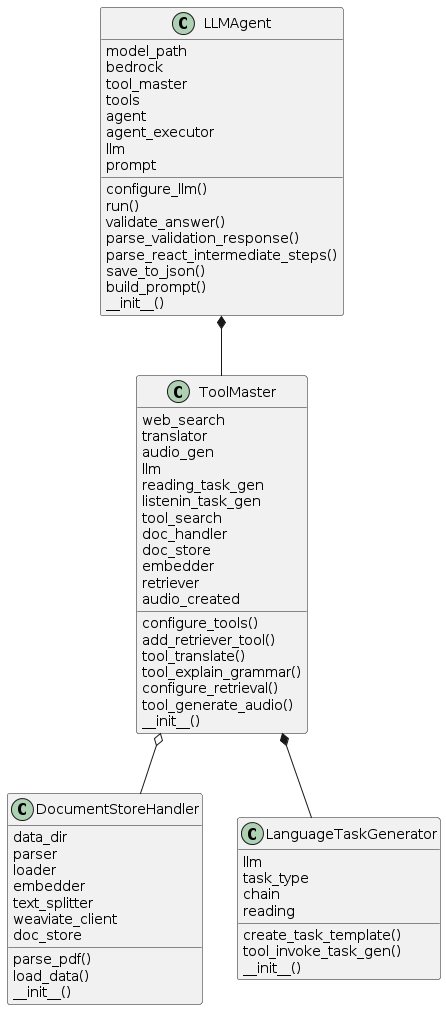 C LLMAgent
model_path
bedrock
tool_master
tools
agent
agent_executor
llm
prompt
configure_llm()
run()
validate_answer()
parse_validation_response()
parse_react_intermediate_steps()
save_to_json()
build_prompt()
__init__()
C ToolMaster
web_search
translator
audio_gen
llm
reading_task_gen
listenin_task_gen
tool_search
doc_handler
doc_store
embedder
retriever
audio_created
configure_tools()
add_retriever_tool()
tool_translate()
tool_explain_grammar()
configure_retrieval()
tool_generate_audio()
__init__()
C DocumentStoreHandler
data_dir
parser
loader
embedder
text_splitter
weaviate_client
doc_store
parse_pdf()
load_data()
__init__()
C LanguageTaskGenerator
llm
task_type
chain
reading
create_task_template()
tool_invoke_task_gen()
__init__()